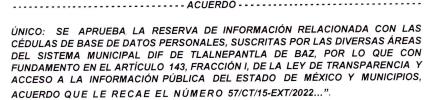 - - - - - - - - - - - - - - - - - - - - - - - - - - - - - - - - ACUERDO - - - - - - - - - - - - - - - - - - - - - - - - - - - - - - - -
ÚNICO: SE APRUEBA LA RESERVA DE INFORMACIÓN RELACIONADA CON LAS
CÉDULAS DE BASE DE DATOS PERSONALES, SUSCRITAS POR LAS DIVERSAS ÁREAS
DEL SISTEMA MUNICIPAL DIF DE TLALNEPANTLA DE BAZ, POR LO QUE CON
FUNDAMENTO EN EL ARTÍCULO 143, FRACCIÓN I, DE LA LEY DE TRANSPARENCIA Y
ACCESO A LA INFORMACIÓN PÚBLICA DEL ESTADO DE MÉXICO Y MUNICIPIOS,
ACUERDO QUE LE RECAE EL NÚMERO 57/CT/15-EXT/2022...".